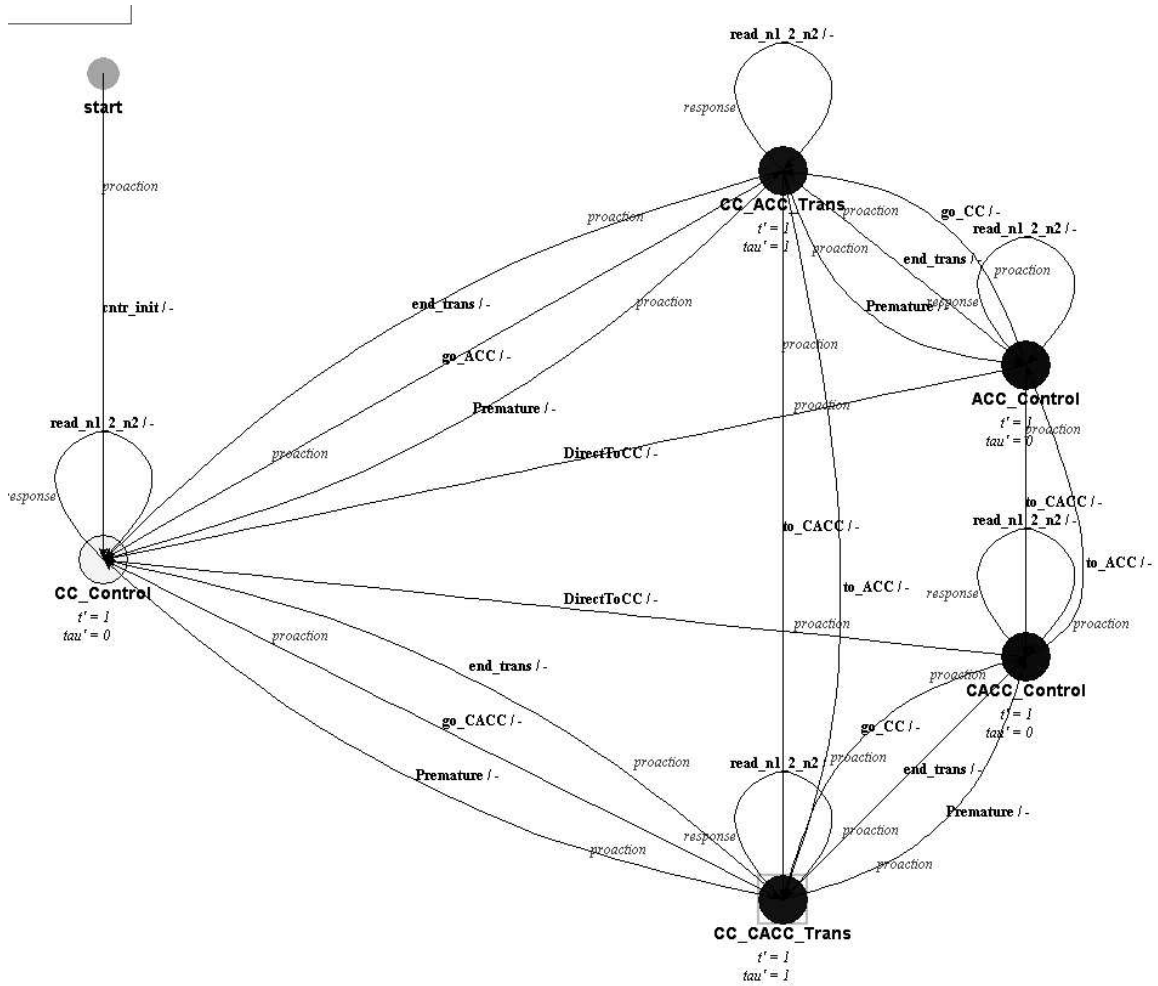 read_n1_2_n2 / -
start
response
proaction
CC_ACC_Trans
t' = 1
tau' = 1
proaction
proaction
go_CC / -
read_n1_2_n2 / -
proaction
end_trans / -
proaction
cntr_init / -
end_trans / -
proaction
response
Premature / -
go_ACC / -
proaction
ACC_Control
t' = 1
tau' = 0
Premature / -
proaction
proaction
read_n1_2_n2 / -
proaction
DirectToCC / -
response
to_CACC / -
read_n1_2_n2 / -
to_CACC / -
to_ACC / -
CC_Control
t' = 1
tau' = 0
DirectToCC / -
to_ACC / -
response
proaction
proaction
proaction
end_trans / -
proaction
CACC_Control
t' = 1
tau' = 0
go_CACC / -
go_CC / -
proaction
read_n1_2_n2 /
proaction
end_trans / -
Premature / -
response
proaction
Premature / -
proaction
proaction
CC_CACC_Trans
t' = 1
tau' = 1